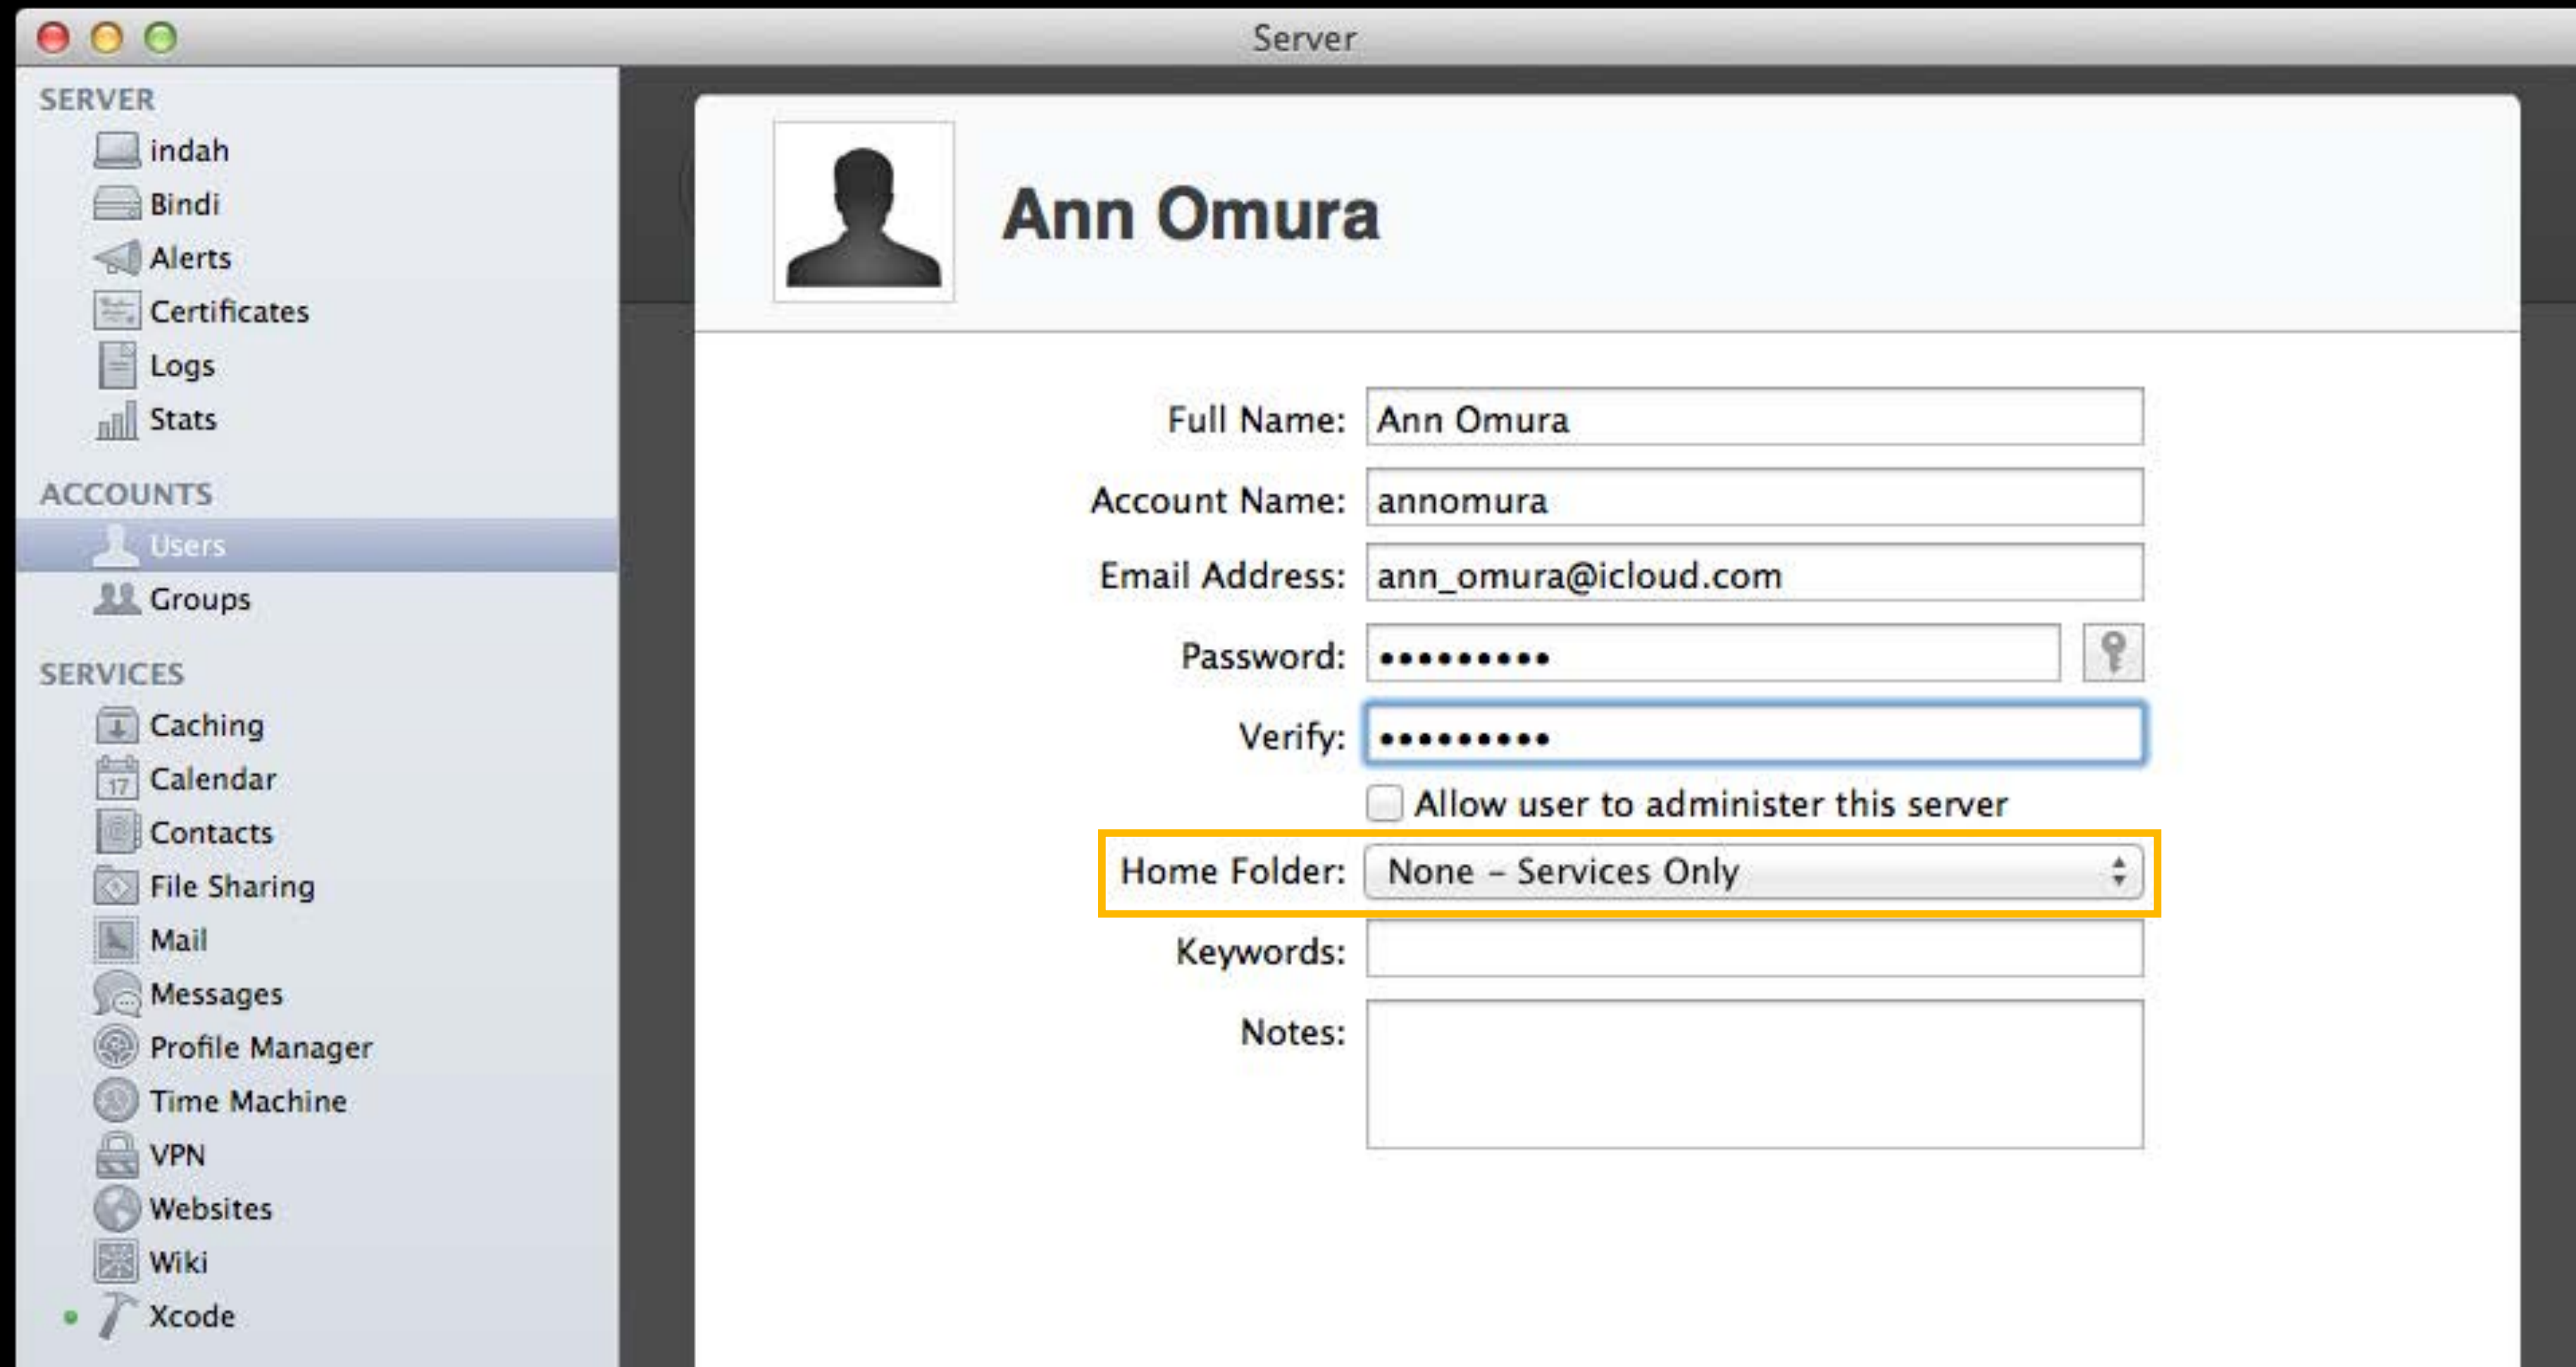 Server
SERVER
indah
Bindi
Alerts
Certificates
Logs
Stats
ACCOUNTS
Users
Groups
SERVICES
Caching
17
Calendar
Contacts
File Sharing
Mail
Messages
Profile Manager
Time Machine
VPN
Websites
Wiki
Xcode
Ann Omura
Full Name: Ann Omura
Account Name: annomura
Email Address: ann_omura@icloud.com
Password: •••••••••
Verify: •••••••••
Allow user to administer this server
Home Folder: None – Services Only
Keywords:
Notes: